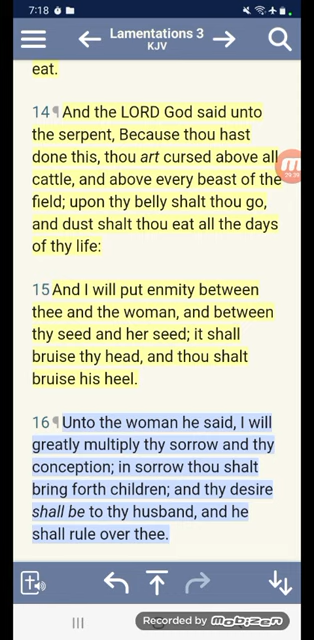 7:18
Lamentations 3
KJV
eat.
14 ¶ And the LORD God said unto
the serpent, Because thou hast
done this, thou art cursed above all
cattle, and above every beast of the
field; upon thy belly shalt thou go,
and dust shalt thou eat all the days
of thy life:
15 And I will put enmity between
thee and the woman, and between
thy seed and her seed; it shall
bruise thy head, and thou shalt
bruise his heel.
16 ¶ Unto the woman he said, I will
greatly multiply thy sorrow and thy
conception; in sorrow thou shalt
bring forth children; and thy desire
shall be to thy husband, and he
shall rule over thee.
Recorded by mobizen